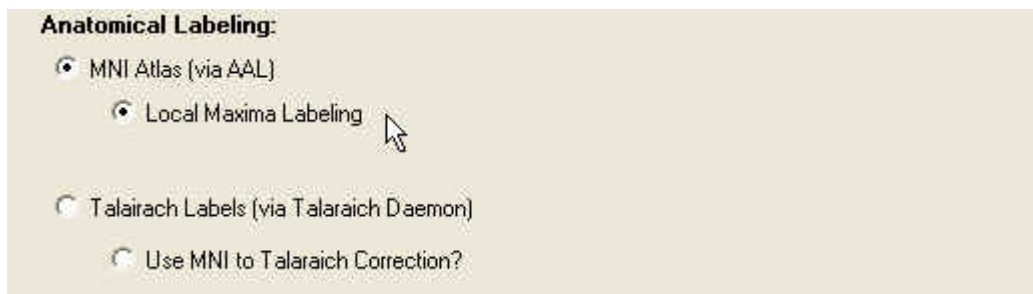 Anatomical Labeling:
MNI Atlas (via AAL)
Local Maxima Labeling
Talairach Labels (via Talaraich Daemon)
Use MNI to Talaraich Correction?